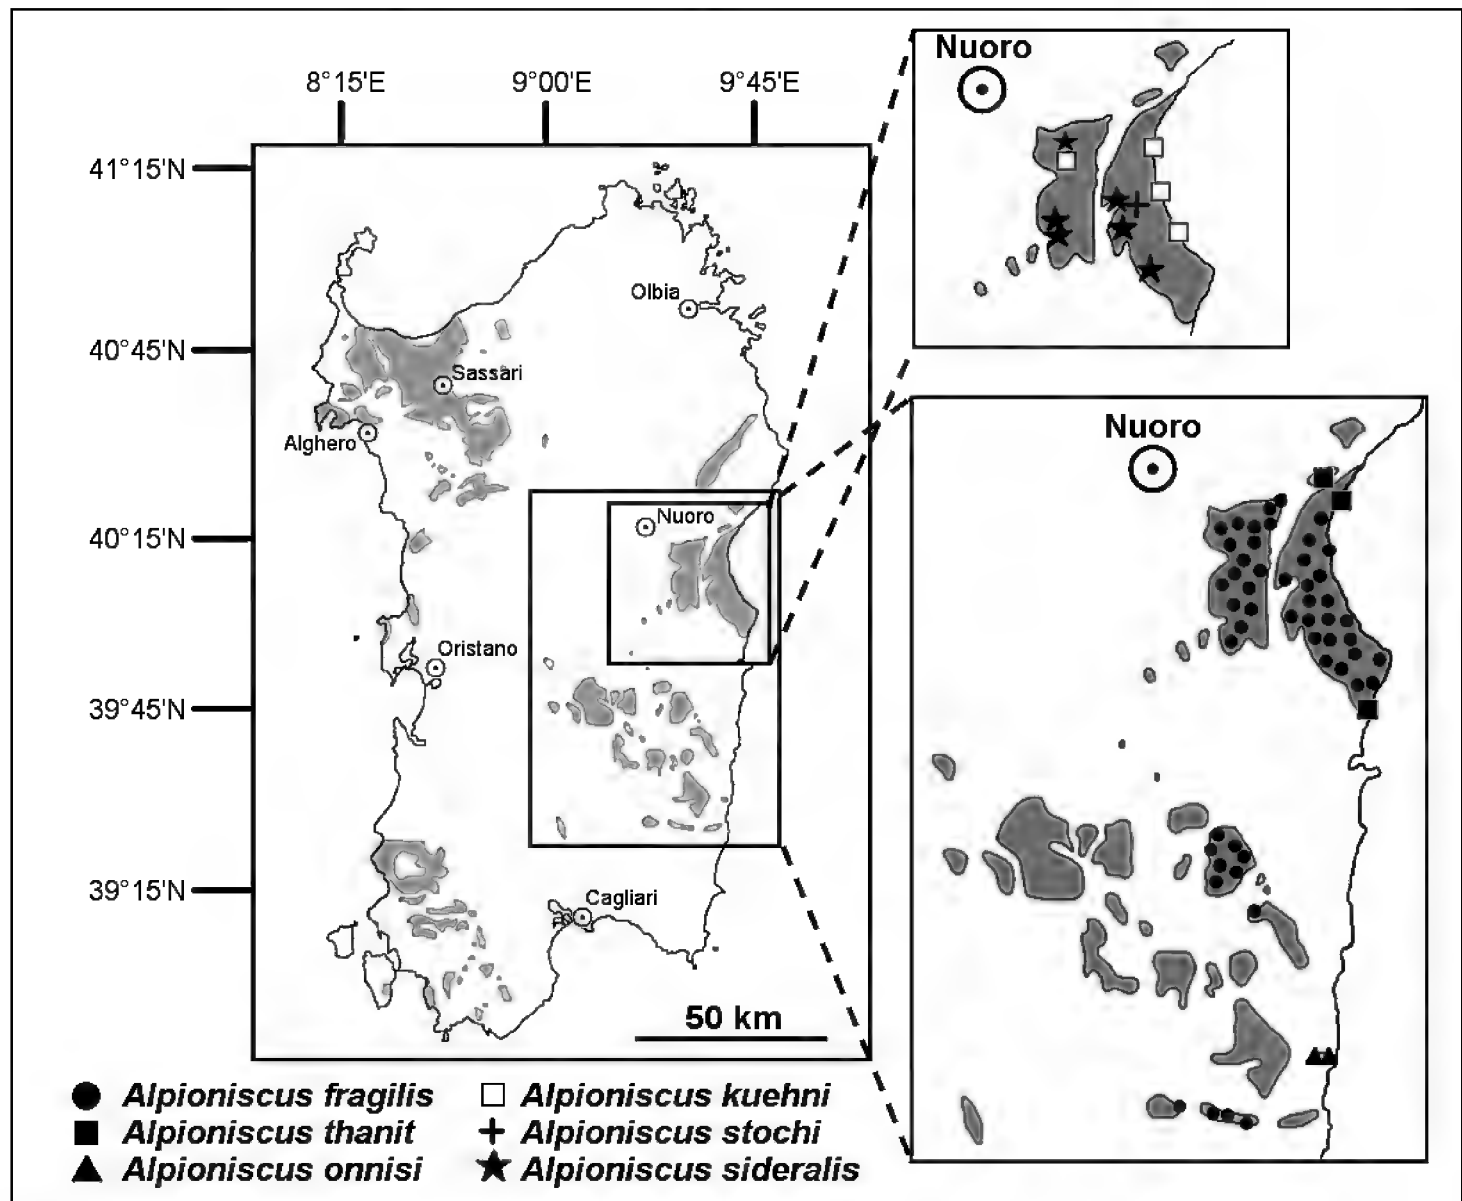 8°15'E 9°00'E 9°45'E
41°15'N
40°45'N
40°15'N
39°45'N
39°15'N
Olbia
Sassari
Alghero
Nuoro
Oristano
Cagliari
50 km
Nuoro
Nuoro
Alpioniscus fragilis
Alpioniscus thanit
Alpioniscus onnisi
Alpioniscus kuehni
Alpioniscus stochi
Alpioniscus sideralis